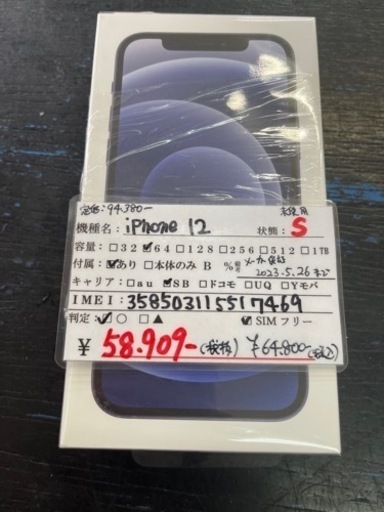 定価:94.380- 未使用
機種名:iPhone 12 状態:S
容量:□32 ☑64 □128 □256 □512 □1TB
付属:☑あり □本体のみ B %備考 メーカー保証 2023.5.26まで
キャリア:□au ☑SB □ドコモ □UQ □Yモバ
IMEI:358503115517469
判定:☑○ □▲ ☑SIMフリー
¥58.909-(税抜) ¥64.800-(税込)